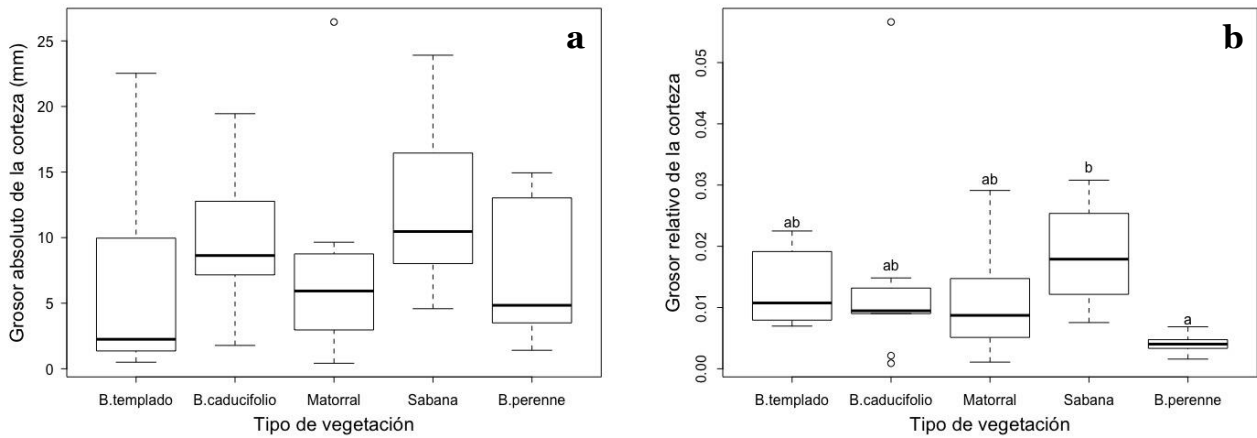 a
Grosor absoluto de la corteza (mm)
25
20
15
10
5
0
B.templado B.caducifolio Matorral Sabana B.perenne
Tipo de vegetación
b
Grosor relativo de la corteza
0.05
0.04
0.03
0.02
0.01
0.00
ab ab ab b a
B.templado B.caducifolio Matorral Sabana B.perenne
Tipo de vegetación